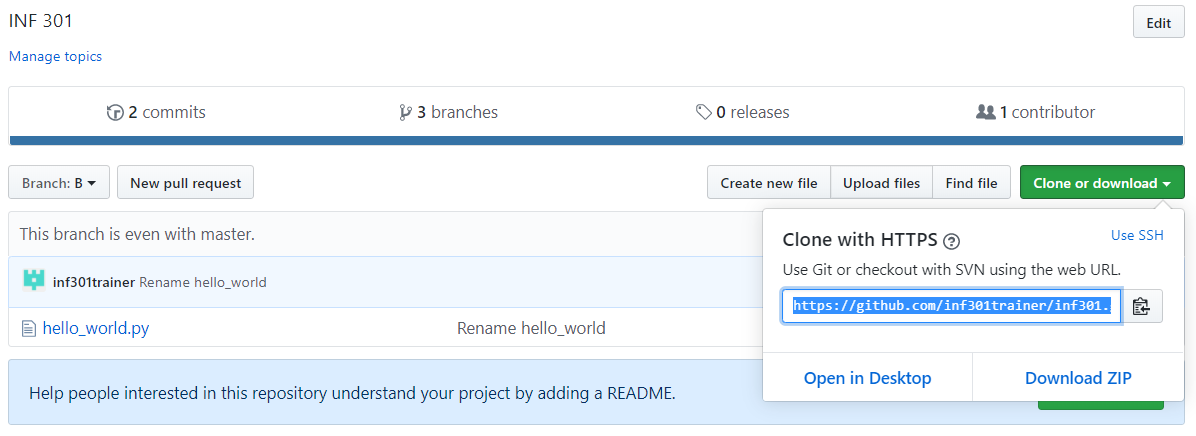 INF 301
Edit
Manage topics
2 commits
3 branches
0 releases
1 contributor
Branch: B
New pull request
Create new file
Upload files
Find file
Clone or download
This branch is even with master.
inf301trainer Rename hello_world
hello_world.py
Rename hello_world
Clone with HTTPS
Use SSH
Use Git or checkout with SVN using the web URL.
https://github.com/inf301trainer/inf301.
Open in Desktop
Download ZIP
Help people interested in this repository understand your project by adding a README.